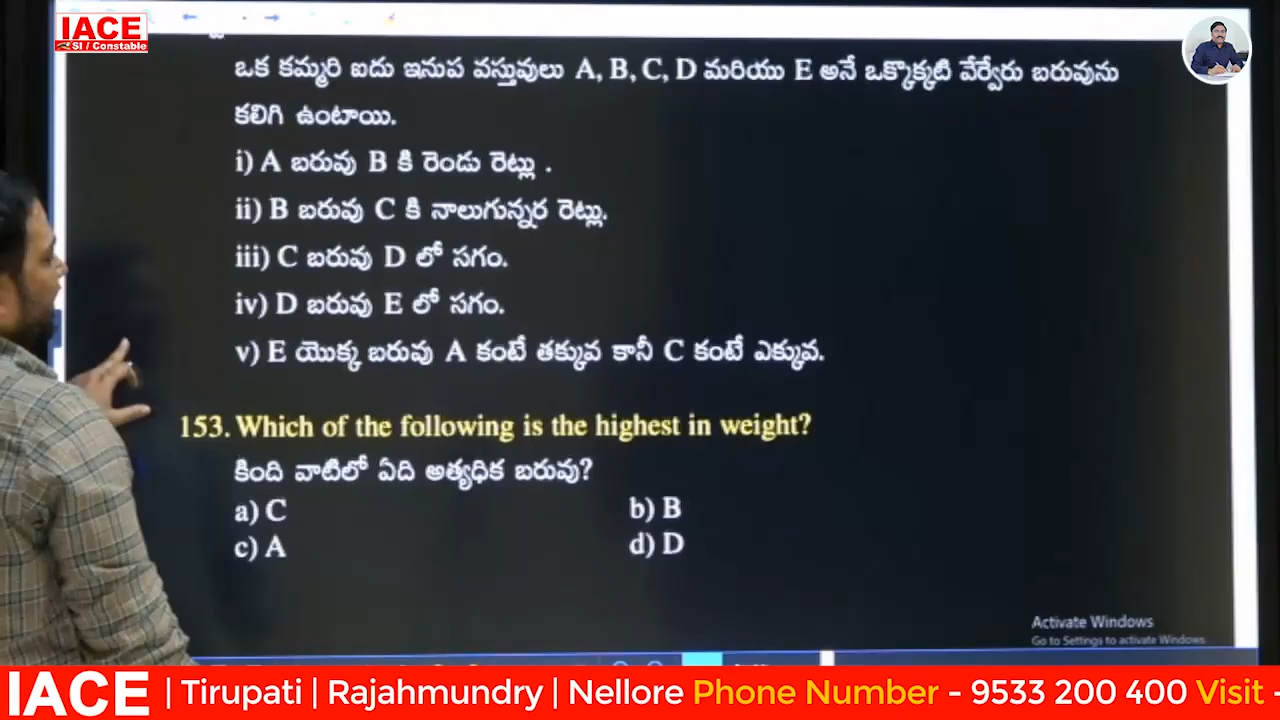 IACE
SI / Constable
ఒక కమ్మరి ఐదు ఇనుప వస్తువులు A, B, C, D మరియు E అనే ఒక్కొక్కటి వేర్వేరు బరువును
కలిగి ఉంటాయి.
i) A బరువు B కి రెండు రెట్లు .
ii) B బరువు C కి నాలుగున్నర రెట్లు.
iii) C బరువు D లో సగం.
iv) D బరువు E లో సగం.
v) E యొక్క బరువు A కంటే తక్కువ కానీ C కంటే ఎక్కువ.
153. Which of the following is the highest in weight?
కింది వాటిలో ఏది అత్యధిక బరువు?
a) C b) B
c) A d) D
Activate Windows
Go to Settings to activate Windows.
IACE | Tirupati | Rajahmundry | Nellore Phone Number - 9533 200 400 Visit -